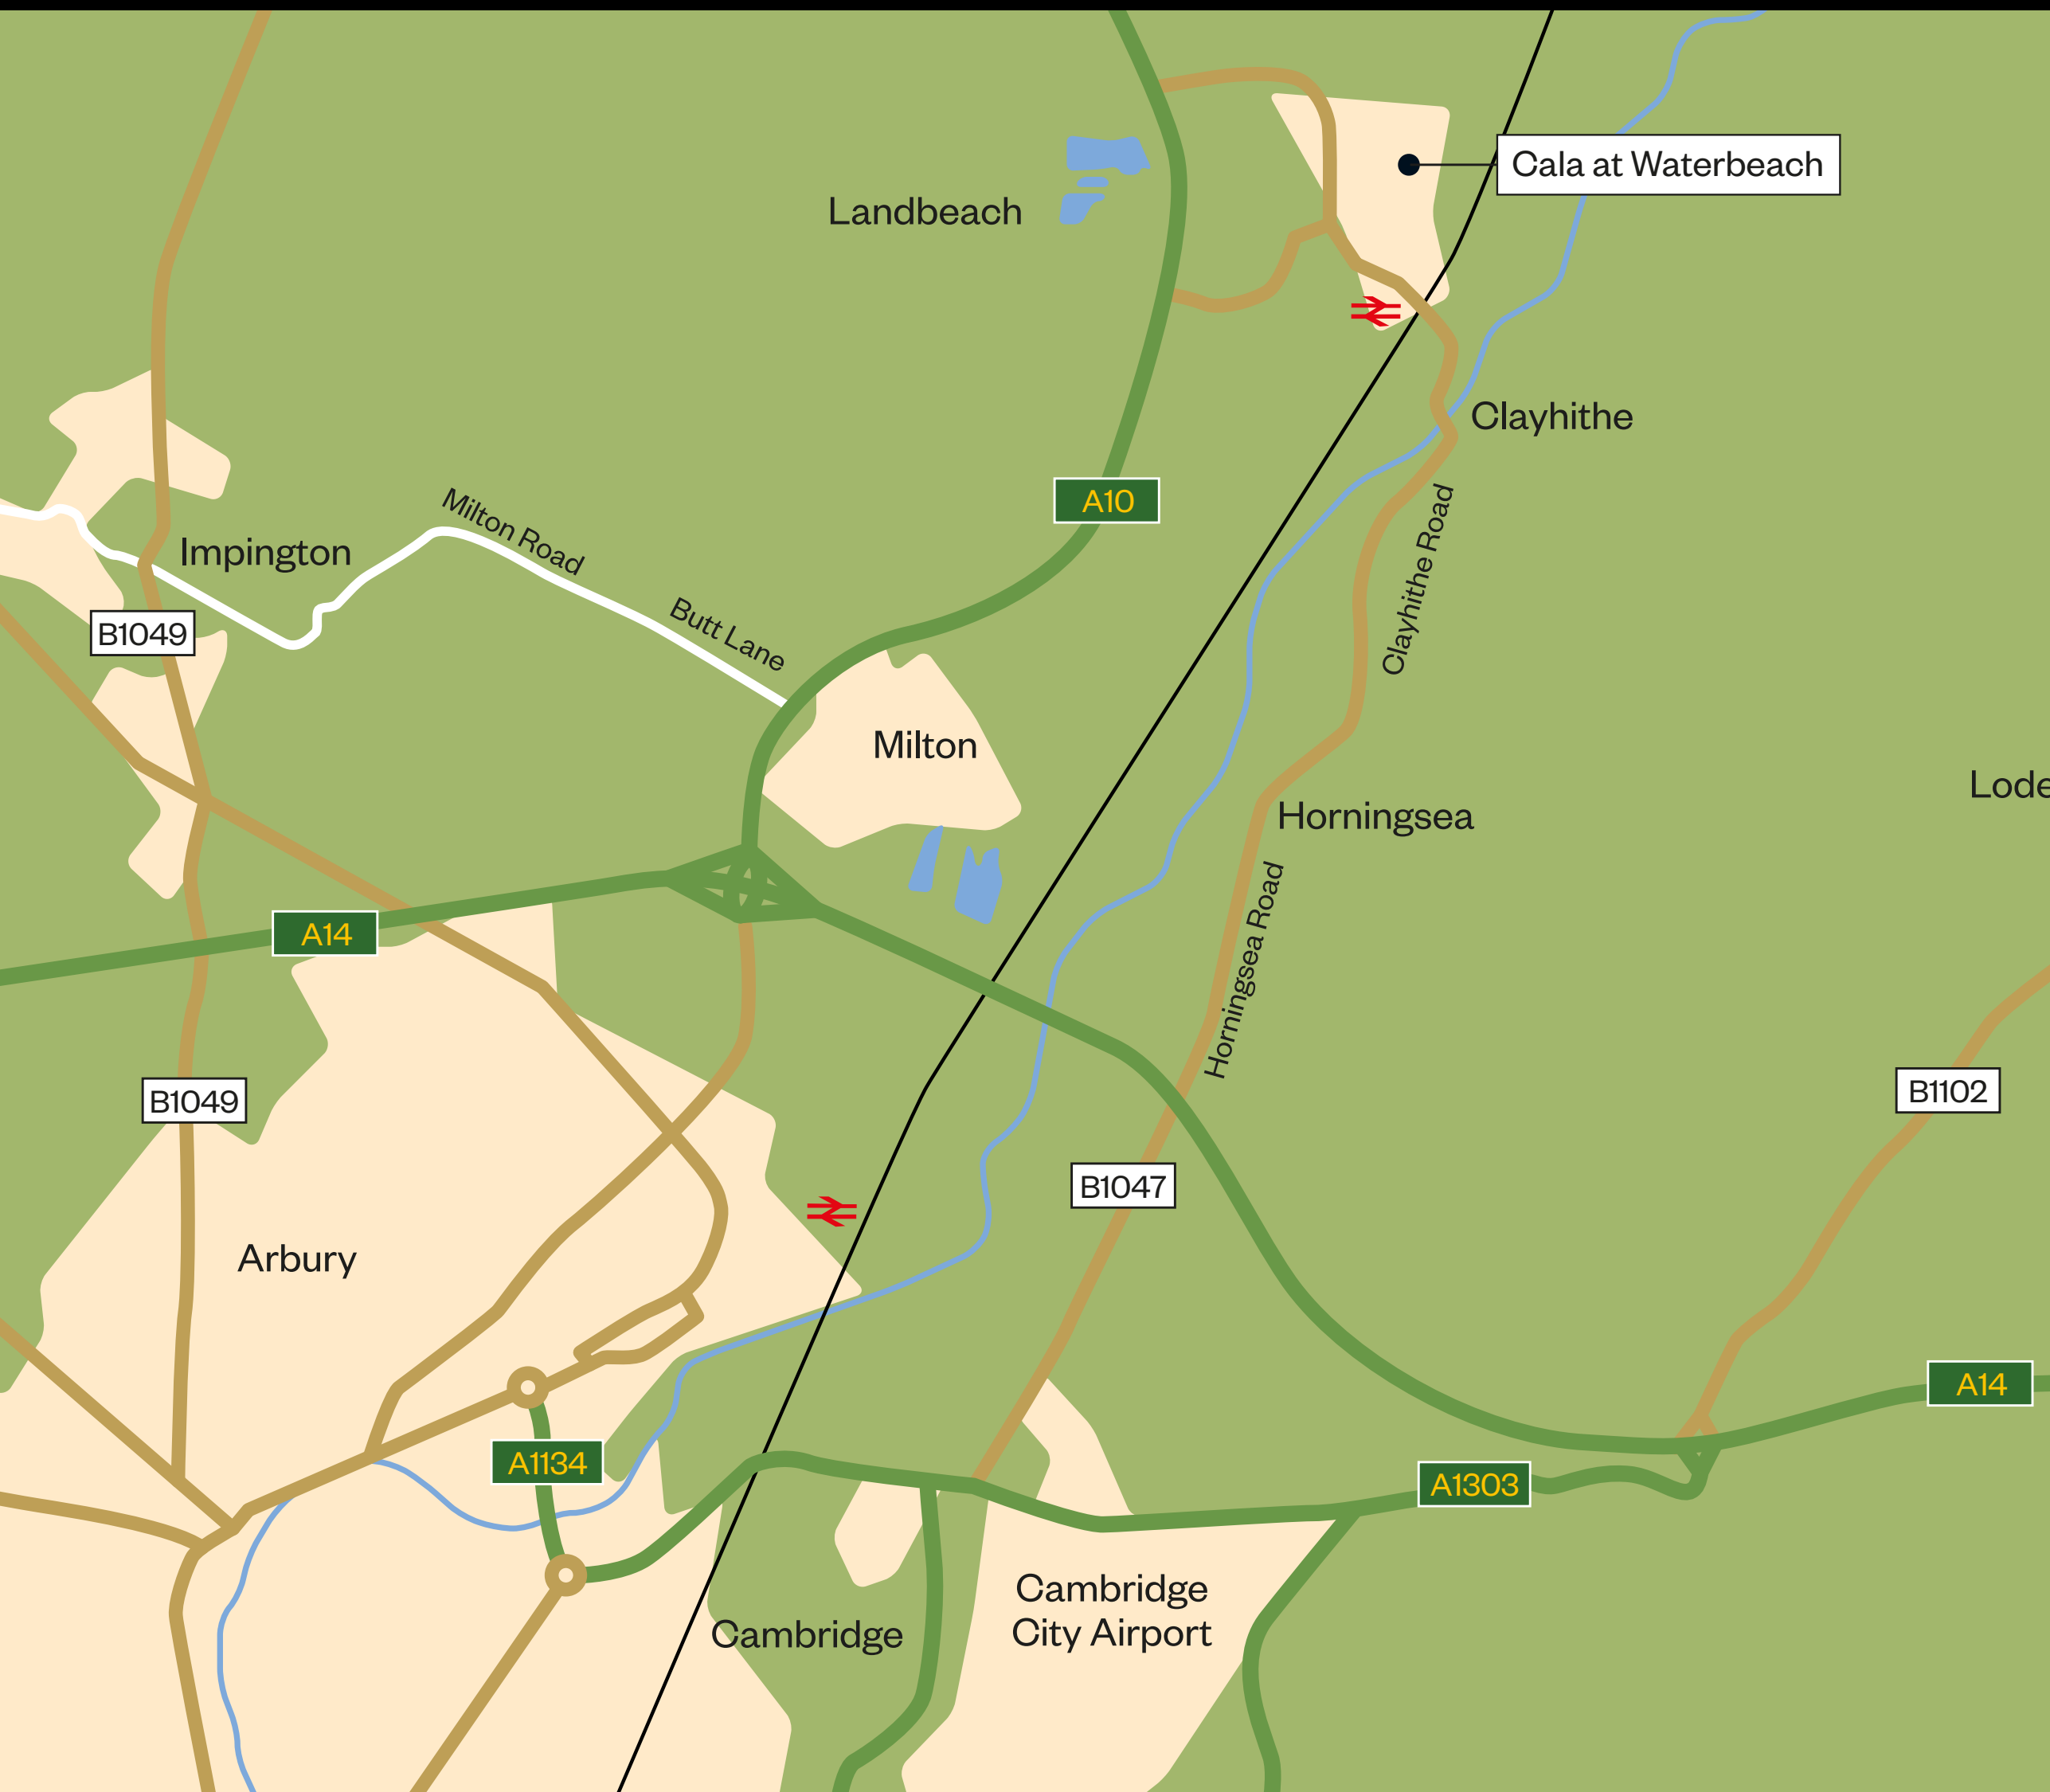 Cala at Waterbeach
Landbeach
Clayhithe
A10
Milton Road
Clayhithe Road
Impington
Butt Lane
B1049
Milton
Lode
Horningsea
A14
Horningsea Road
B1049
B1102
B1047
Arbury
A14
A1134
A1303
Cambridge
City Airport
Cambridge